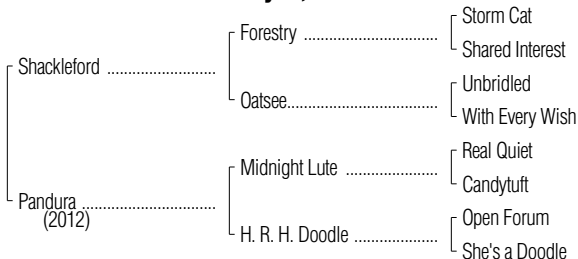 Storm Cat
Forestry
Shared Interest
Shackleford
Unbridled
Oatsee
With Every Wish
Real Quiet
Midnight Lute
Candytuft
Pandura
(2012)
Open Forum
H. R. H. Doodle
She's a Doodle